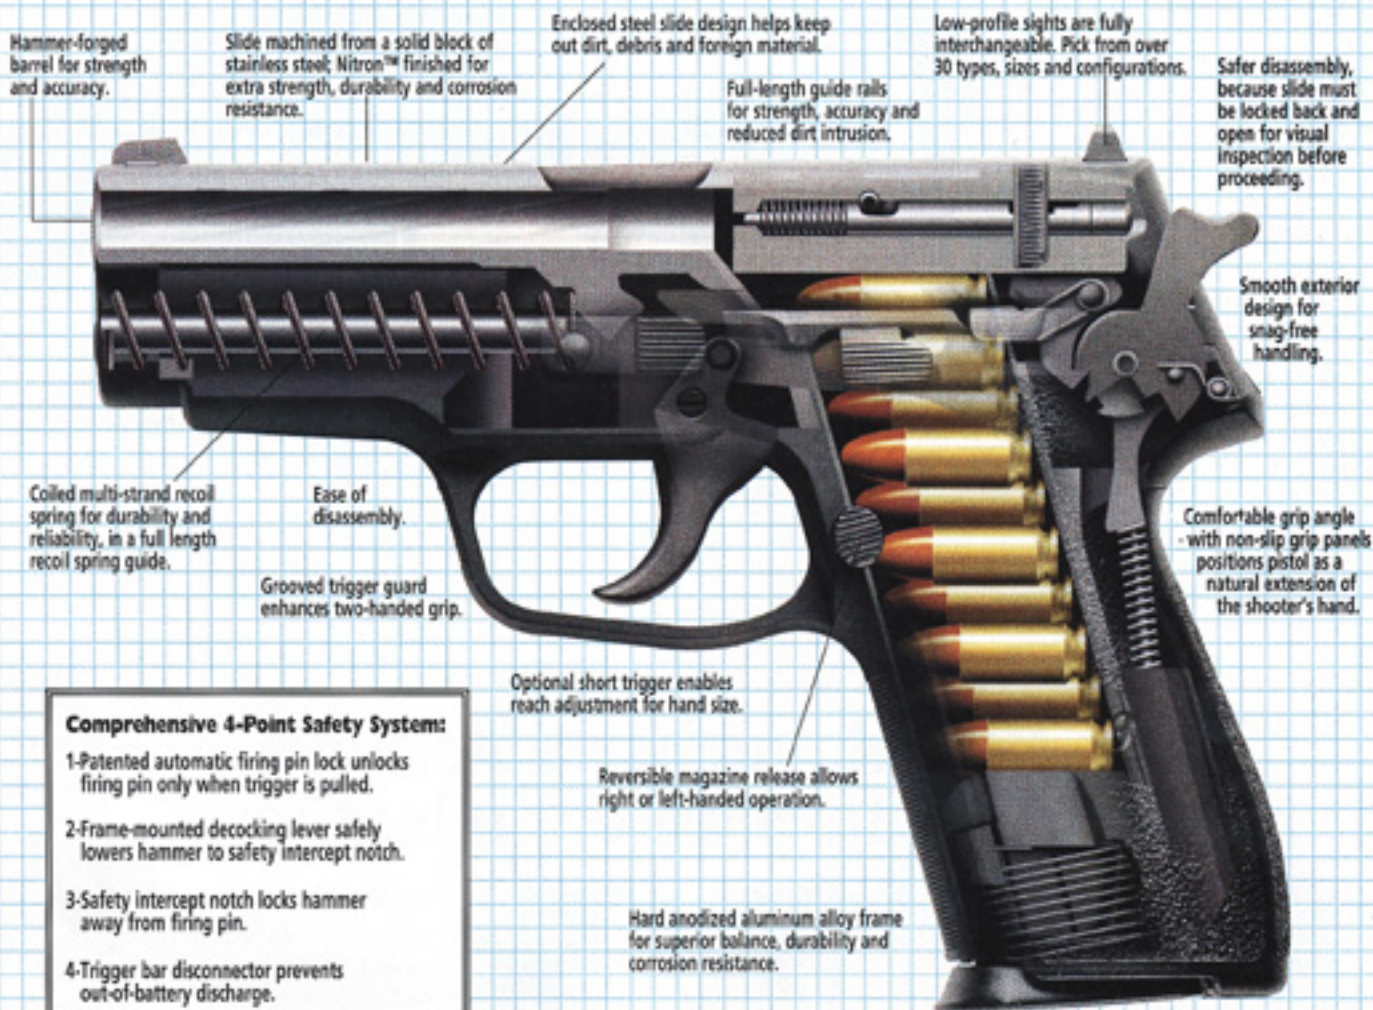 Hammer-forged
barrel for strength
and accuracy.
Slide machined from a solid block of
stainless steel; Nitron™ finished for
extra strength, durability and corrosion
resistance.
Enclosed steel slide design helps keep
out dirt, debris and foreign material.
Full-length guide rails
for strength, accuracy and
reduced dirt intrusion.
Low-profile sights are fully
interchangeable. Pick from over
30 types, sizes and configurations.
Safer disassembly,
because slide must
be locked back and
open for visual
inspection before
proceeding.
Smooth exterior
design for
snag-free
handling.
Coiled multi-strand recoil
spring for durability and
reliability, in a full length
recoil spring guide.
Ease of
disassembly.
Grooved trigger guard
enhances two-handed grip.
Comfortable grip angle
with non-slip grip panels
positions pistol as a
natural extension of
the shooter's hand.
Optional short trigger enables
reach adjustment for hand size.
Reversible magazine release allows
right or left-handed operation.
Hard anodized aluminum alloy frame
for superior balance, durability and
corrosion resistance.
Comprehensive 4-Point Safety System:
1-Patented automatic firing pin lock unlocks
firing pin only when trigger is pulled.
2-Frame-mounted decocking lever safely
lowers hammer to safety intercept notch.
3-Safety intercept notch locks hammer
away from firing pin.
4-Trigger bar disconnector prevents
out-of-battery discharge.